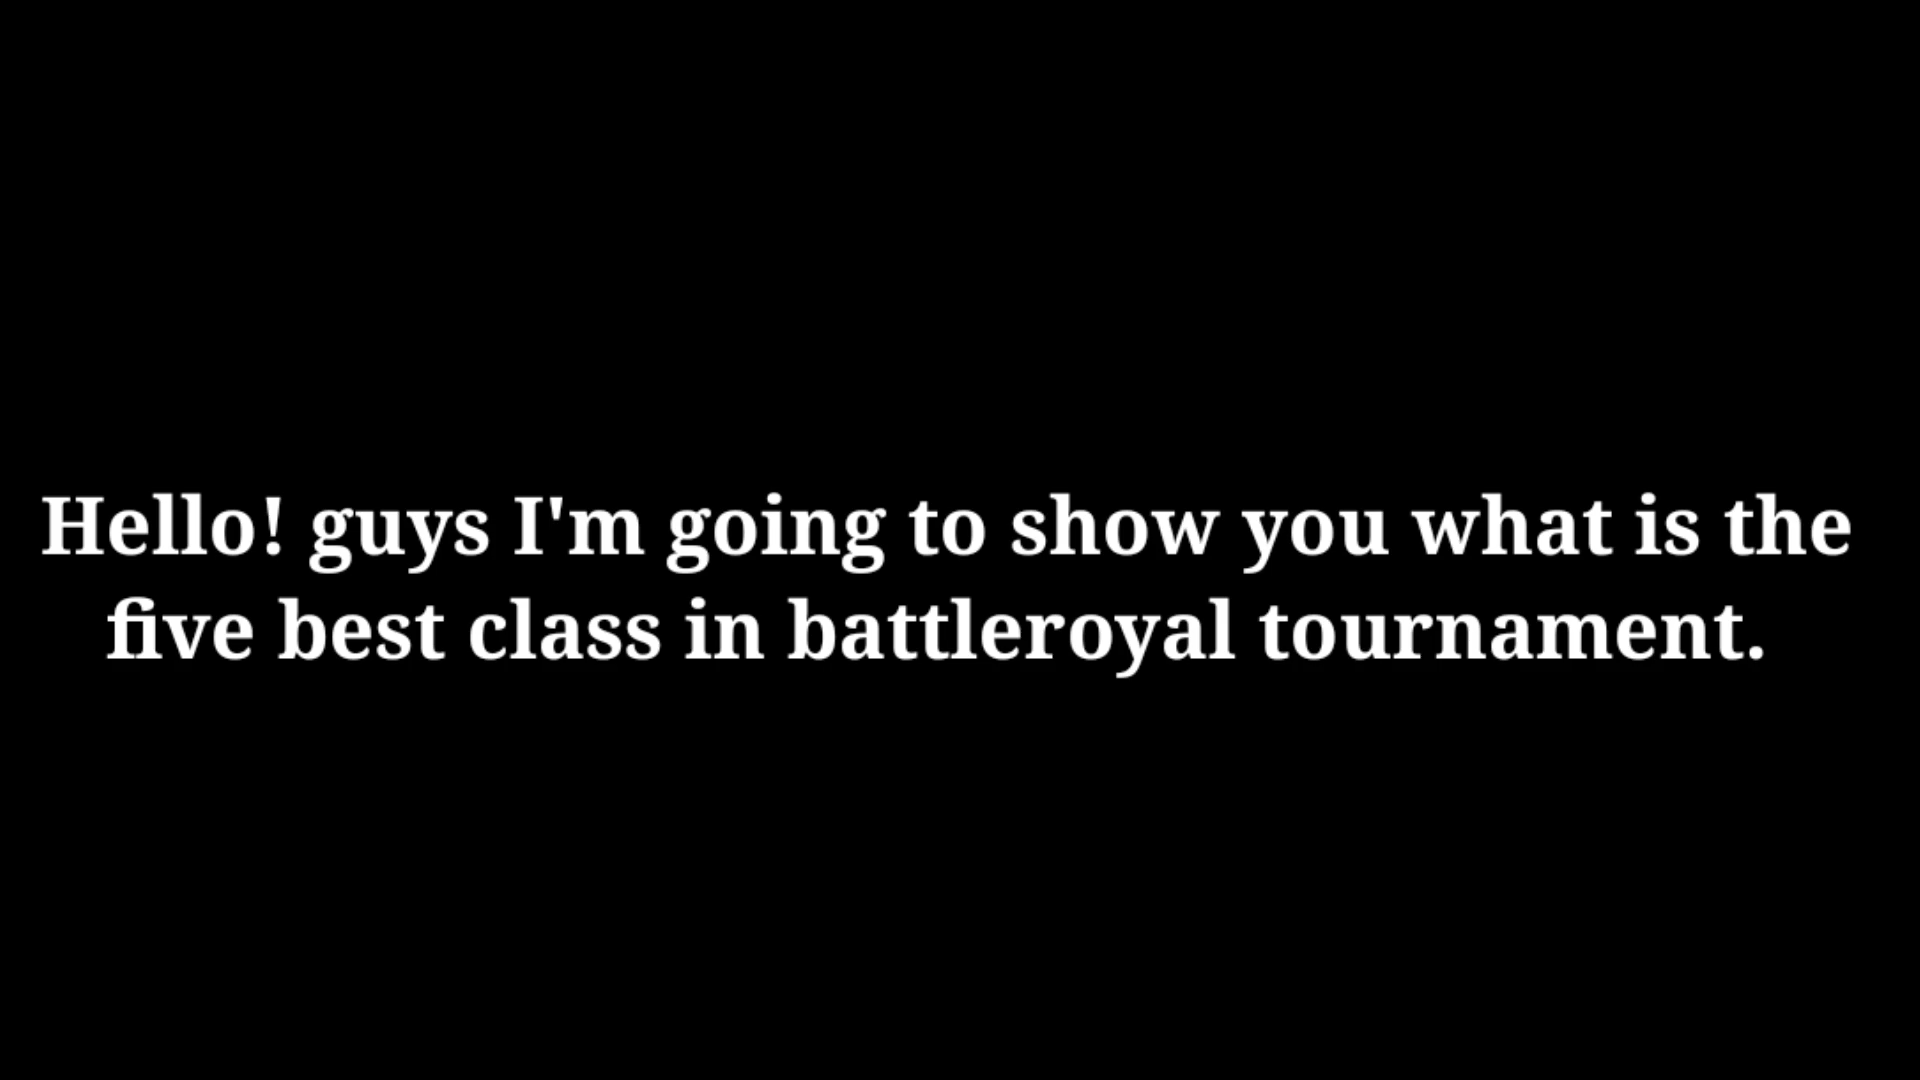 Hello! guys I'm going to show you what is the
five best class in battleroyal tournament.